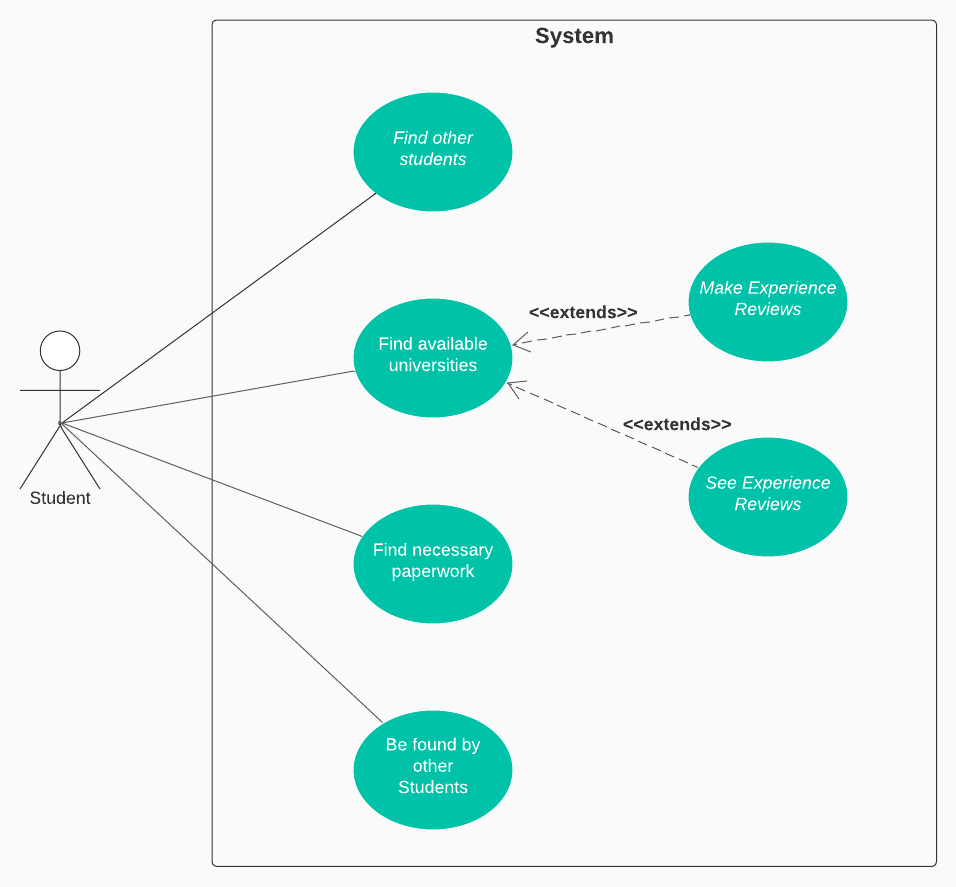 System
Find other
students
Make Experience
Reviews
<<extends>>
Find available
universities
<<extends>>
See Experience
Reviews
Student
Find necessary
paperwork
Be found by
other
Students